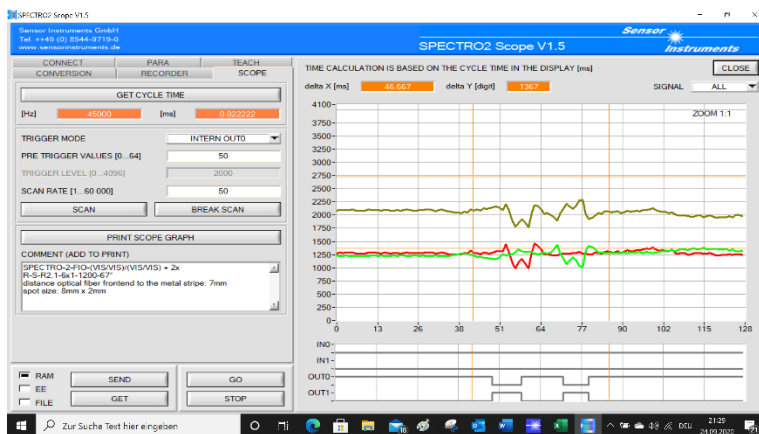 SPECTRO2 Scope V1.5
Sensor Instruments GmbH
Tel. ++49 (0) 8544-9719-0
www.sensorinstruments.de
SPECTRO2 Scope V1.5
Sensor
Instruments
CONNECT PARA TEACH
CONVERSION RECORDER SCOPE
GET CYCLE TIME
[Hz] 45000 [ms] 0.022222
TRIGGER MODE INTERN OUT0
PRE TRIGGER VALUES [0...64] 50
TRIGGER LEVEL [0...4096] 2000
SCAN RATE [1...60 000] 50
SCAN BREAK SCAN
PRINT SCOPE GRAPH
COMMENT (ADD TO PRINT)
SPECTRO-2-FIO-(VIS/VIS)-(VIS/VIS) + 2x
R-S-R2.1-6x1-1200-67°
distance optical fiber frontend to the metal stripe: 7mm
spot size: 8mm x 2mm
RAM
EE
FILE
SEND GO
GET STOP
TIME CALCULATION IS BASED ON THE CYCLE TIME IN THE DISPLAY [ms]
CLOSE
delta X [ms] 46.667 delta Y [digit] 1367 SIGNAL ALL
ZOOM 1:1
4100
3750
3500
3250
3000
2750
2500
2250
2000
1750
1500
1250
1000
750
500
250
0
0 13 26 38 51 64 77 90 102 115 128
IN0
IN1
OUT0
OUT1
Zur Suche Text hier eingeben
16
DEU
21:29
24.09.2020
21